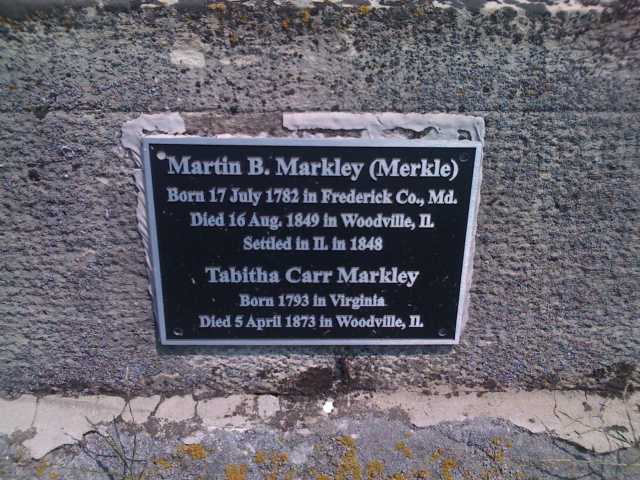 Martin B. Markley (Merkle)
Born 17 July 1782 in Frederick Co., Md.
Died 16 Aug. 1849 in Woodville, Il.
Settled in Il. in 1848
Tabitha Carr Markley
Born 1793 in Virginia
Died 5 April 1873 in Woodville, Il.